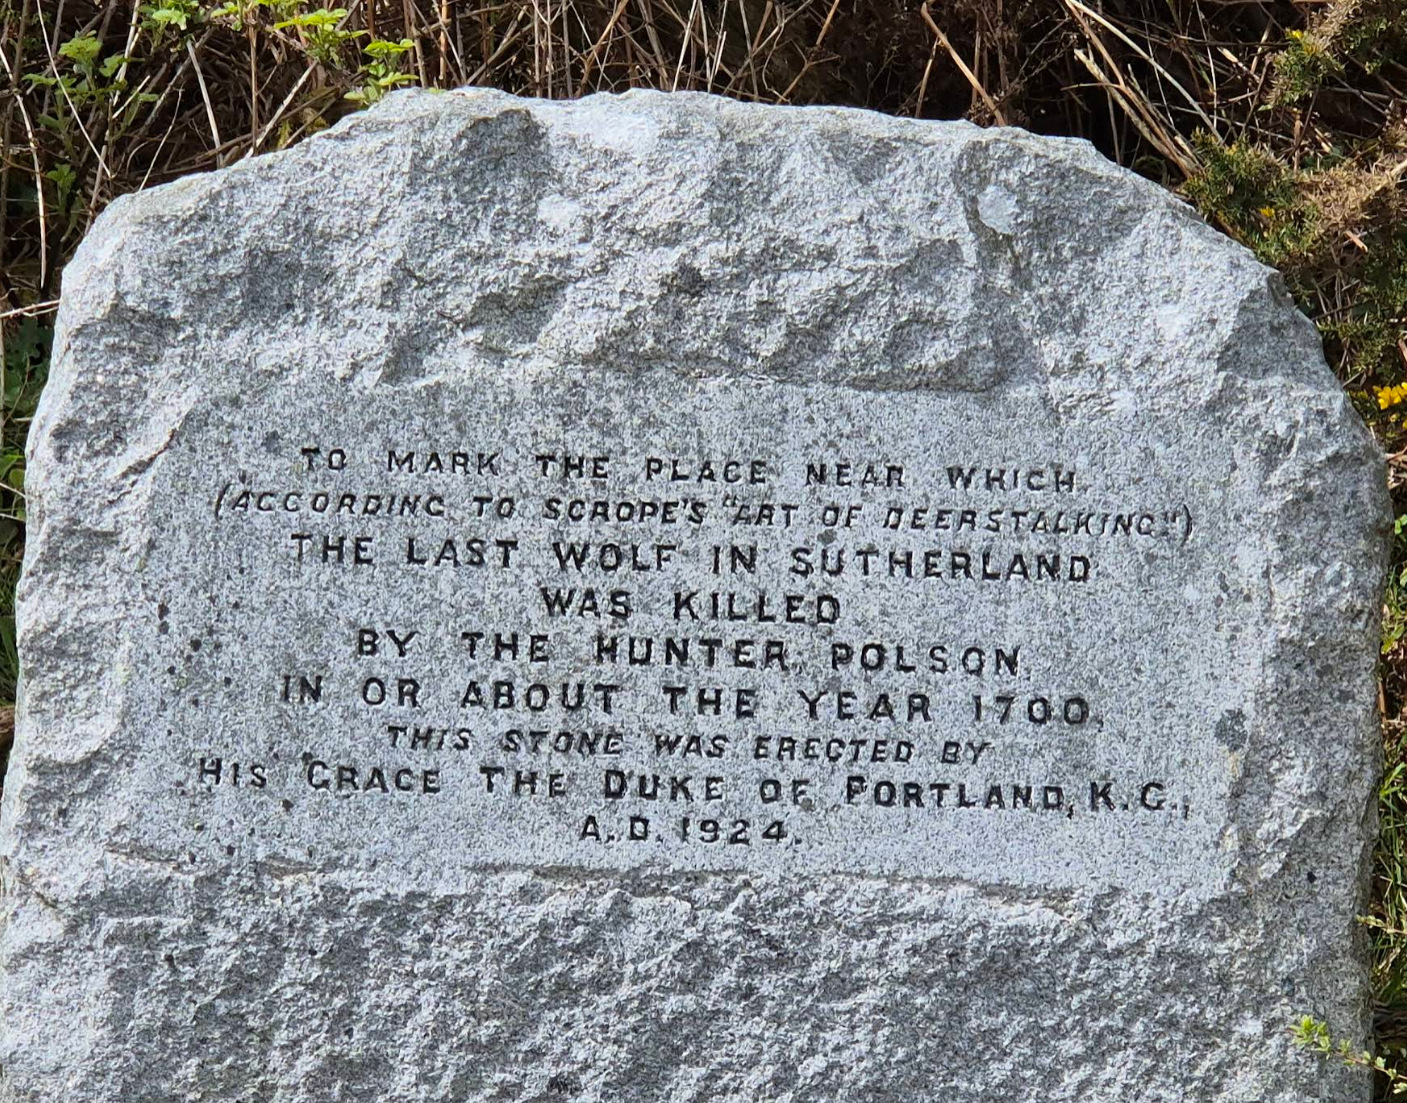 TO MARK THE PLACE NEAR WHICH
(ACCORDING TO SCROPE'S "ART OF DEERSTALKING")
THE LAST WOLF IN SUTHERLAND
WAS KILLED
BY THE HUNTER, POLSON,
IN OR ABOUT THE YEAR 1700,
THIS STONE WAS ERECTED BY
HIS GRACE THE DUKE OF PORTLAND, K.G.,
A.D. 1924.